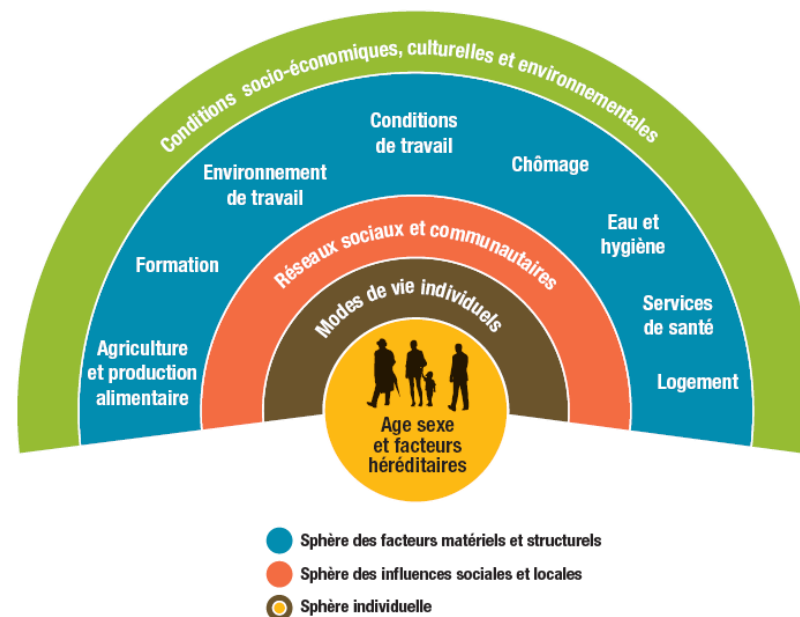 Conditions socio-économiques, culturelles et environnementales
Conditions
de travail
Chômage
Environnement
de travail
Eau et
hygiène
Formation
Réseaux sociaux et communautaires
Services
de santé
Modes de vie individuels
Agriculture
et production
alimentaire
Logement
Age sexe
et facteurs
héréditaires
Sphère des facteurs matériels et structurels
Sphère des influences sociales et locales
Sphère individuelle